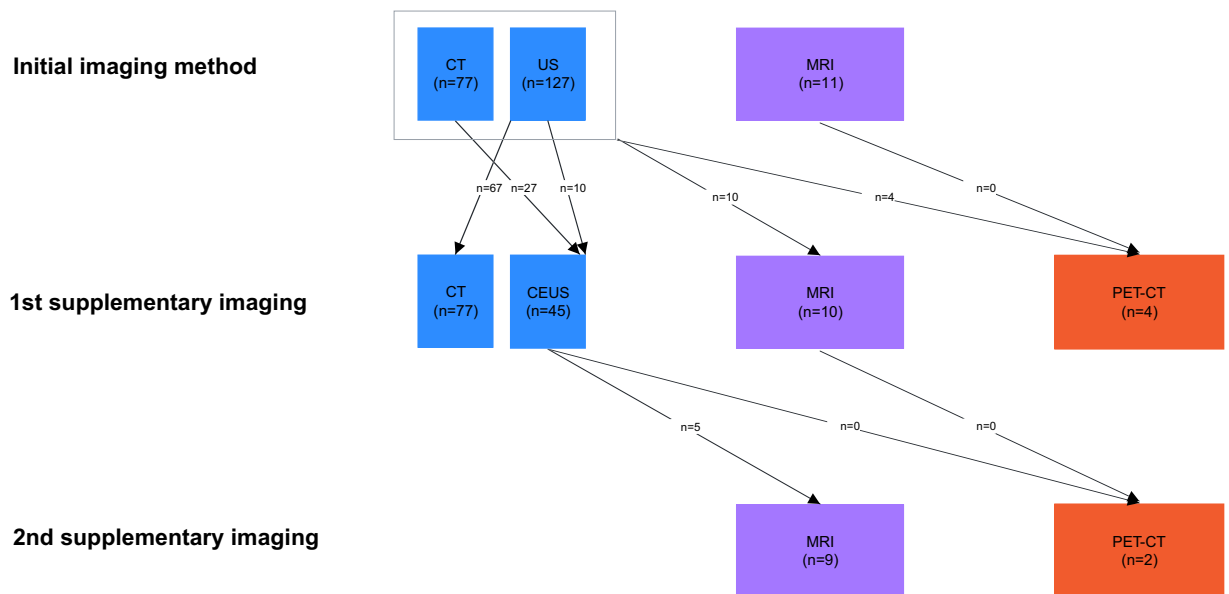 Initial imaging method
CT
(n=77)
US
(n=127)
MRI
(n=11)
n=67
n=27
n=10
n=10
n=4
n=0
1st supplementary imaging
CT
(n=77)
CEUS
(n=45)
MRI
(n=10)
PET-CT
(n=4)
n=5
n=0
n=0
2nd supplementary imaging
MRI
(n=9)
PET-CT
(n=2)